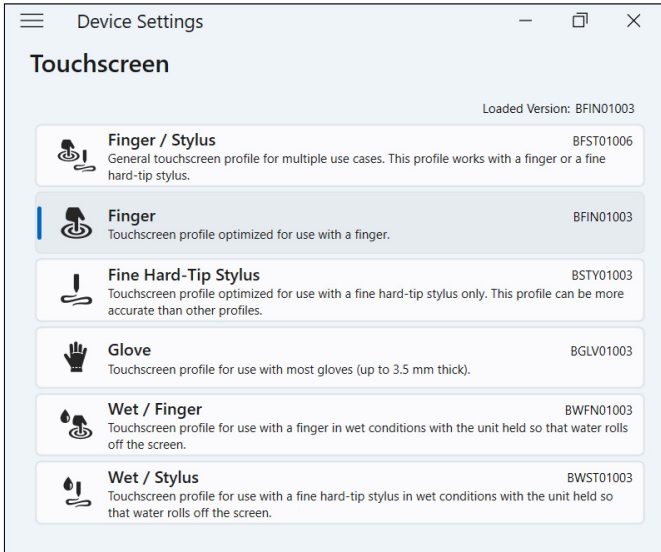 Device Settings
Touchscreen
Loaded Version: BFIN01003
Finger / Stylus BFST01006
General touchscreen profile for multiple use cases. This profile works with a finger or a fine
hard-tip stylus.
Finger BFIN01003
Touchscreen profile optimized for use with a finger.
Fine Hard-Tip Stylus BSTY01003
Touchscreen profile optimized for use with a fine hard-tip stylus only. This profile can be more
accurate than other profiles.
Glove BGLV01003
Touchscreen profile for use with most gloves (up to 3.5 mm thick).
Wet / Finger BWFN01003
Touchscreen profile for use with a finger in wet conditions with the unit held so that water rolls
off the screen.
Wet / Stylus BWST01003
Touchscreen profile for use with a fine hard-tip stylus in wet conditions with the unit held so
that water rolls off the screen.